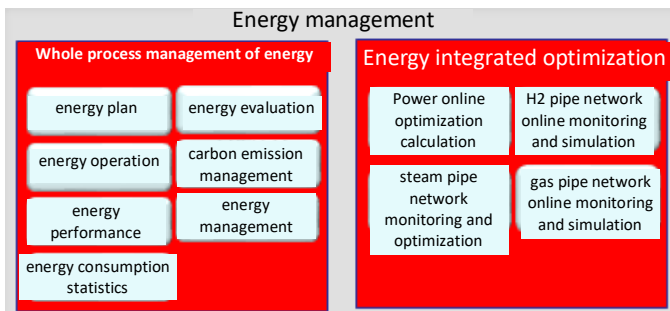 Energy management
Whole process management of energy
energy plan
energy evaluation
energy operation
carbon emission
management
energy
performance
energy
management
energy consumption
statistics
Energy integrated optimization
Power online
optimization
calculation
H2 pipe network
online monitoring
and simulation
steam pipe
network
monitoring and
optimization
gas pipe network
online monitoring
and simulation